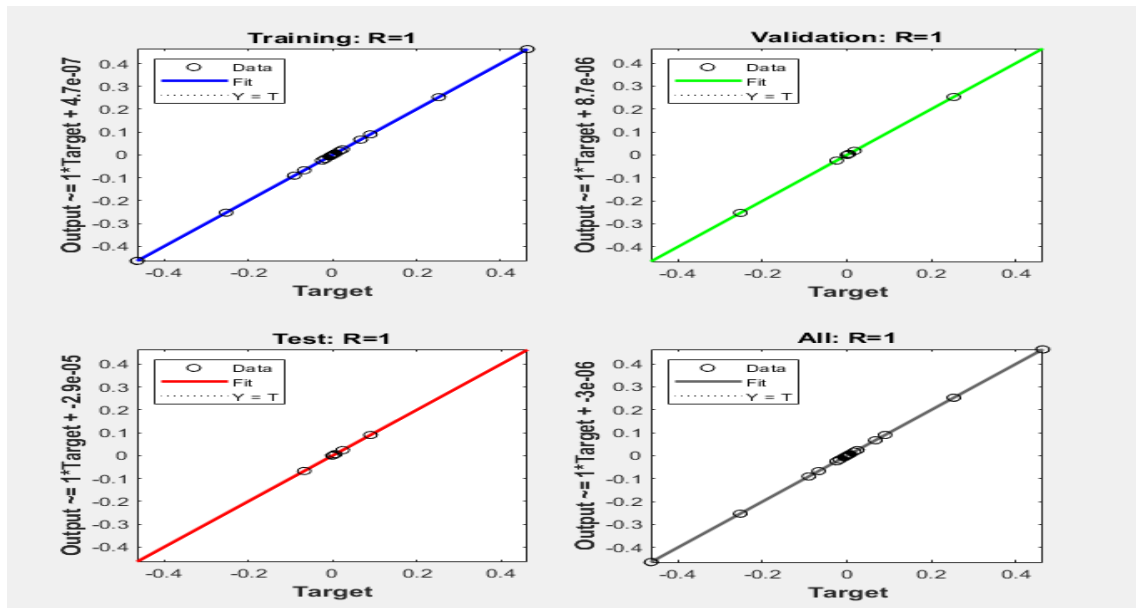 Training: R=1
Output ~= 1*Target + 4.7e-07
Data
Fit
Y = T
0.4
0.3
0.2
0.1
0
-0.1
-0.2
-0.3
-0.4
-0.4 -0.2 0 0.2 0.4
Target
Validation: R=1
Output ~= 1*Target + 8.7e-06
Data
Fit
Y = T
0.4
0.3
0.2
0.1
0
-0.1
-0.2
-0.3
-0.4
-0.4 -0.2 0 0.2 0.4
Target
Test: R=1
Output ~= 1*Target + -2.9e-05
Data
Fit
Y = T
0.4
0.3
0.2
0.1
0
-0.1
-0.2
-0.3
-0.4
-0.4 -0.2 0 0.2 0.4
Target
All: R=1
Output ~= 1*Target + -3e-06
Data
Fit
Y = T
0.4
0.3
0.2
0.1
0
-0.1
-0.2
-0.3
-0.4
-0.4 -0.2 0 0.2 0.4
Target